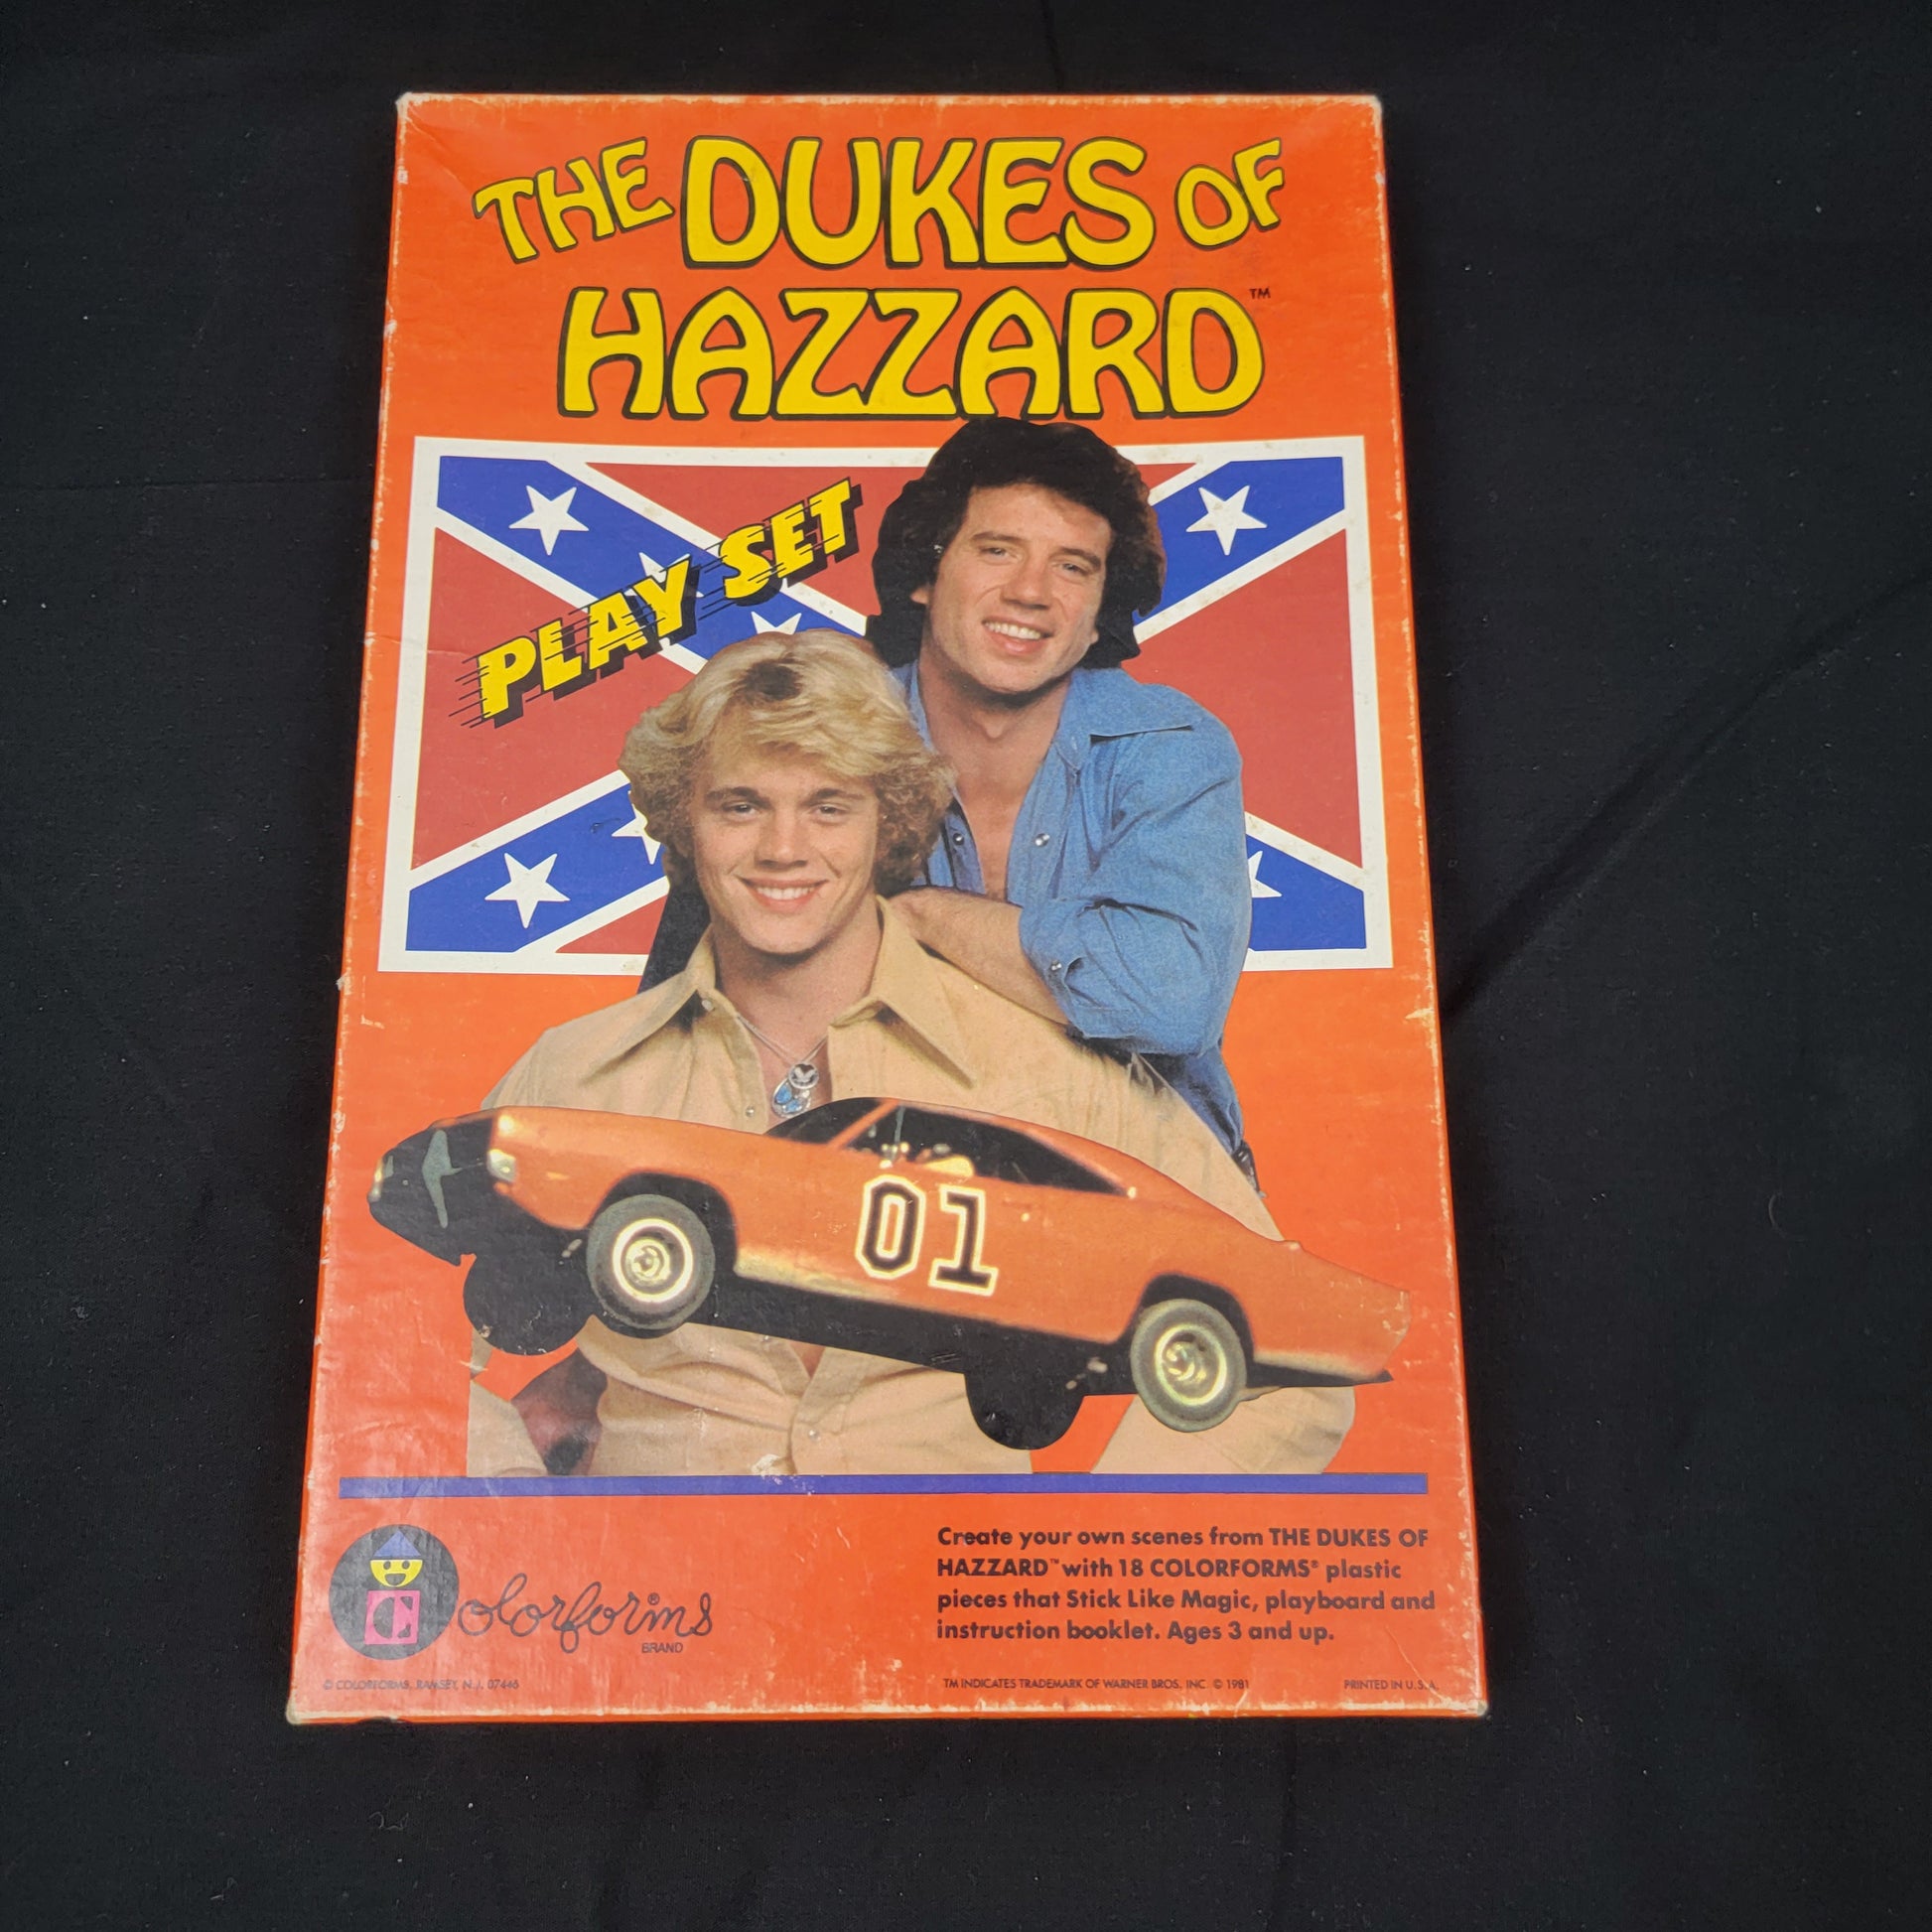 THE DUKES OF
HAZZARD™
PLAY SET
01
Create your own scenes from THE DUKES OF
HAZZARD™ with 18 COLORFORMS® plastic
pieces that Stick Like Magic, playboard and
instruction booklet. Ages 3 and up.
C
Colorforms®
BRAND
© COLORFORMS, RAMSEY, N.J. 07446
TM INDICATES TRADEMARK OF WARNER BROS. INC. © 1981
PRINTED IN U.S.A.